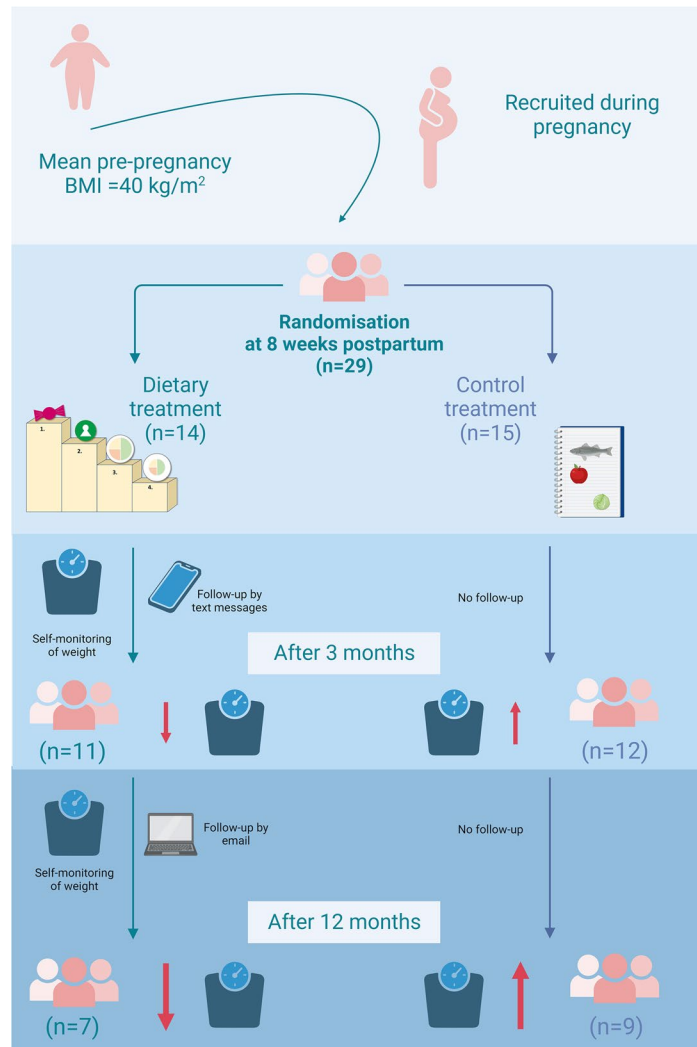 Recruited during
pregnancy
Mean pre-pregnancy
BMI =40 kg/m²
Randomisation
at 8 weeks postpartum
(n=29)
Dietary
treatment
(n=14)
Control
treatment
(n=15)
1.
2.
3.
4.
Self-monitoring
of weight
Follow-up by
text messages
No follow-up
After 3 months
(n=11)
(n=12)
Self-monitoring
of weight
Follow-up by
email
No follow-up
After 12 months
(n=7)
(n=9)